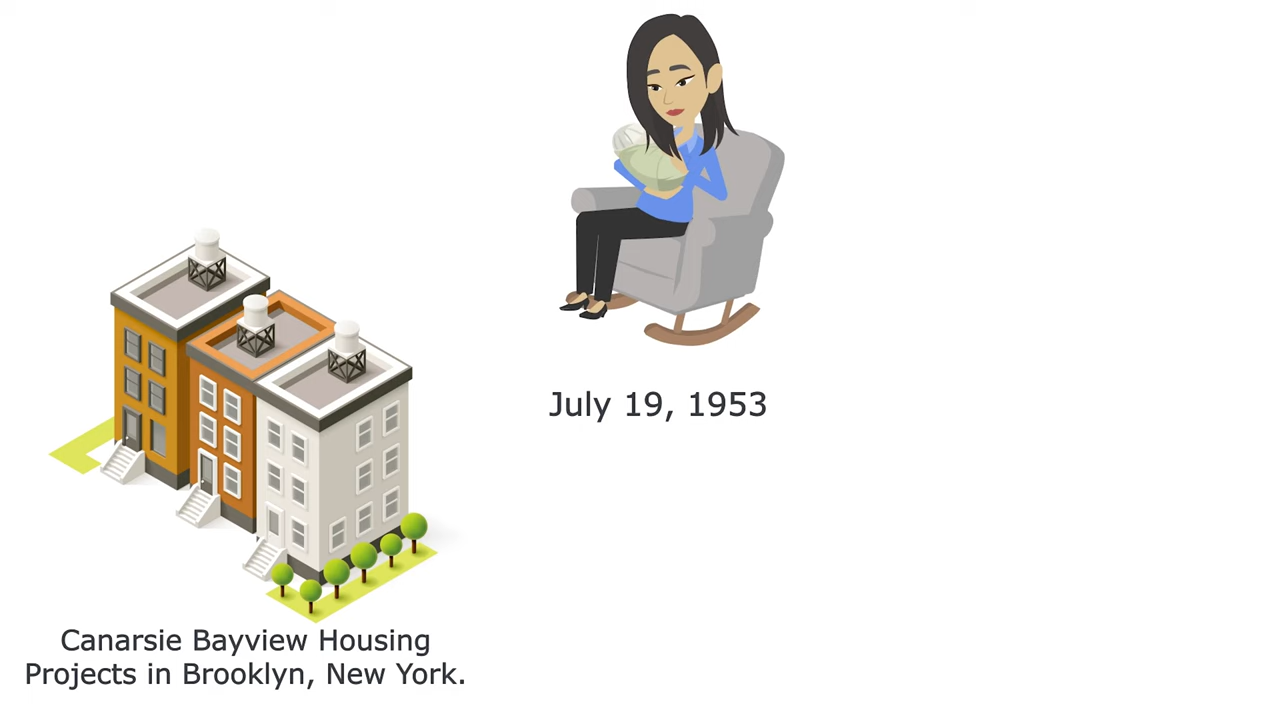 July 19, 1953
Canarsie Bayview Housing
Projects in Brooklyn, New York.